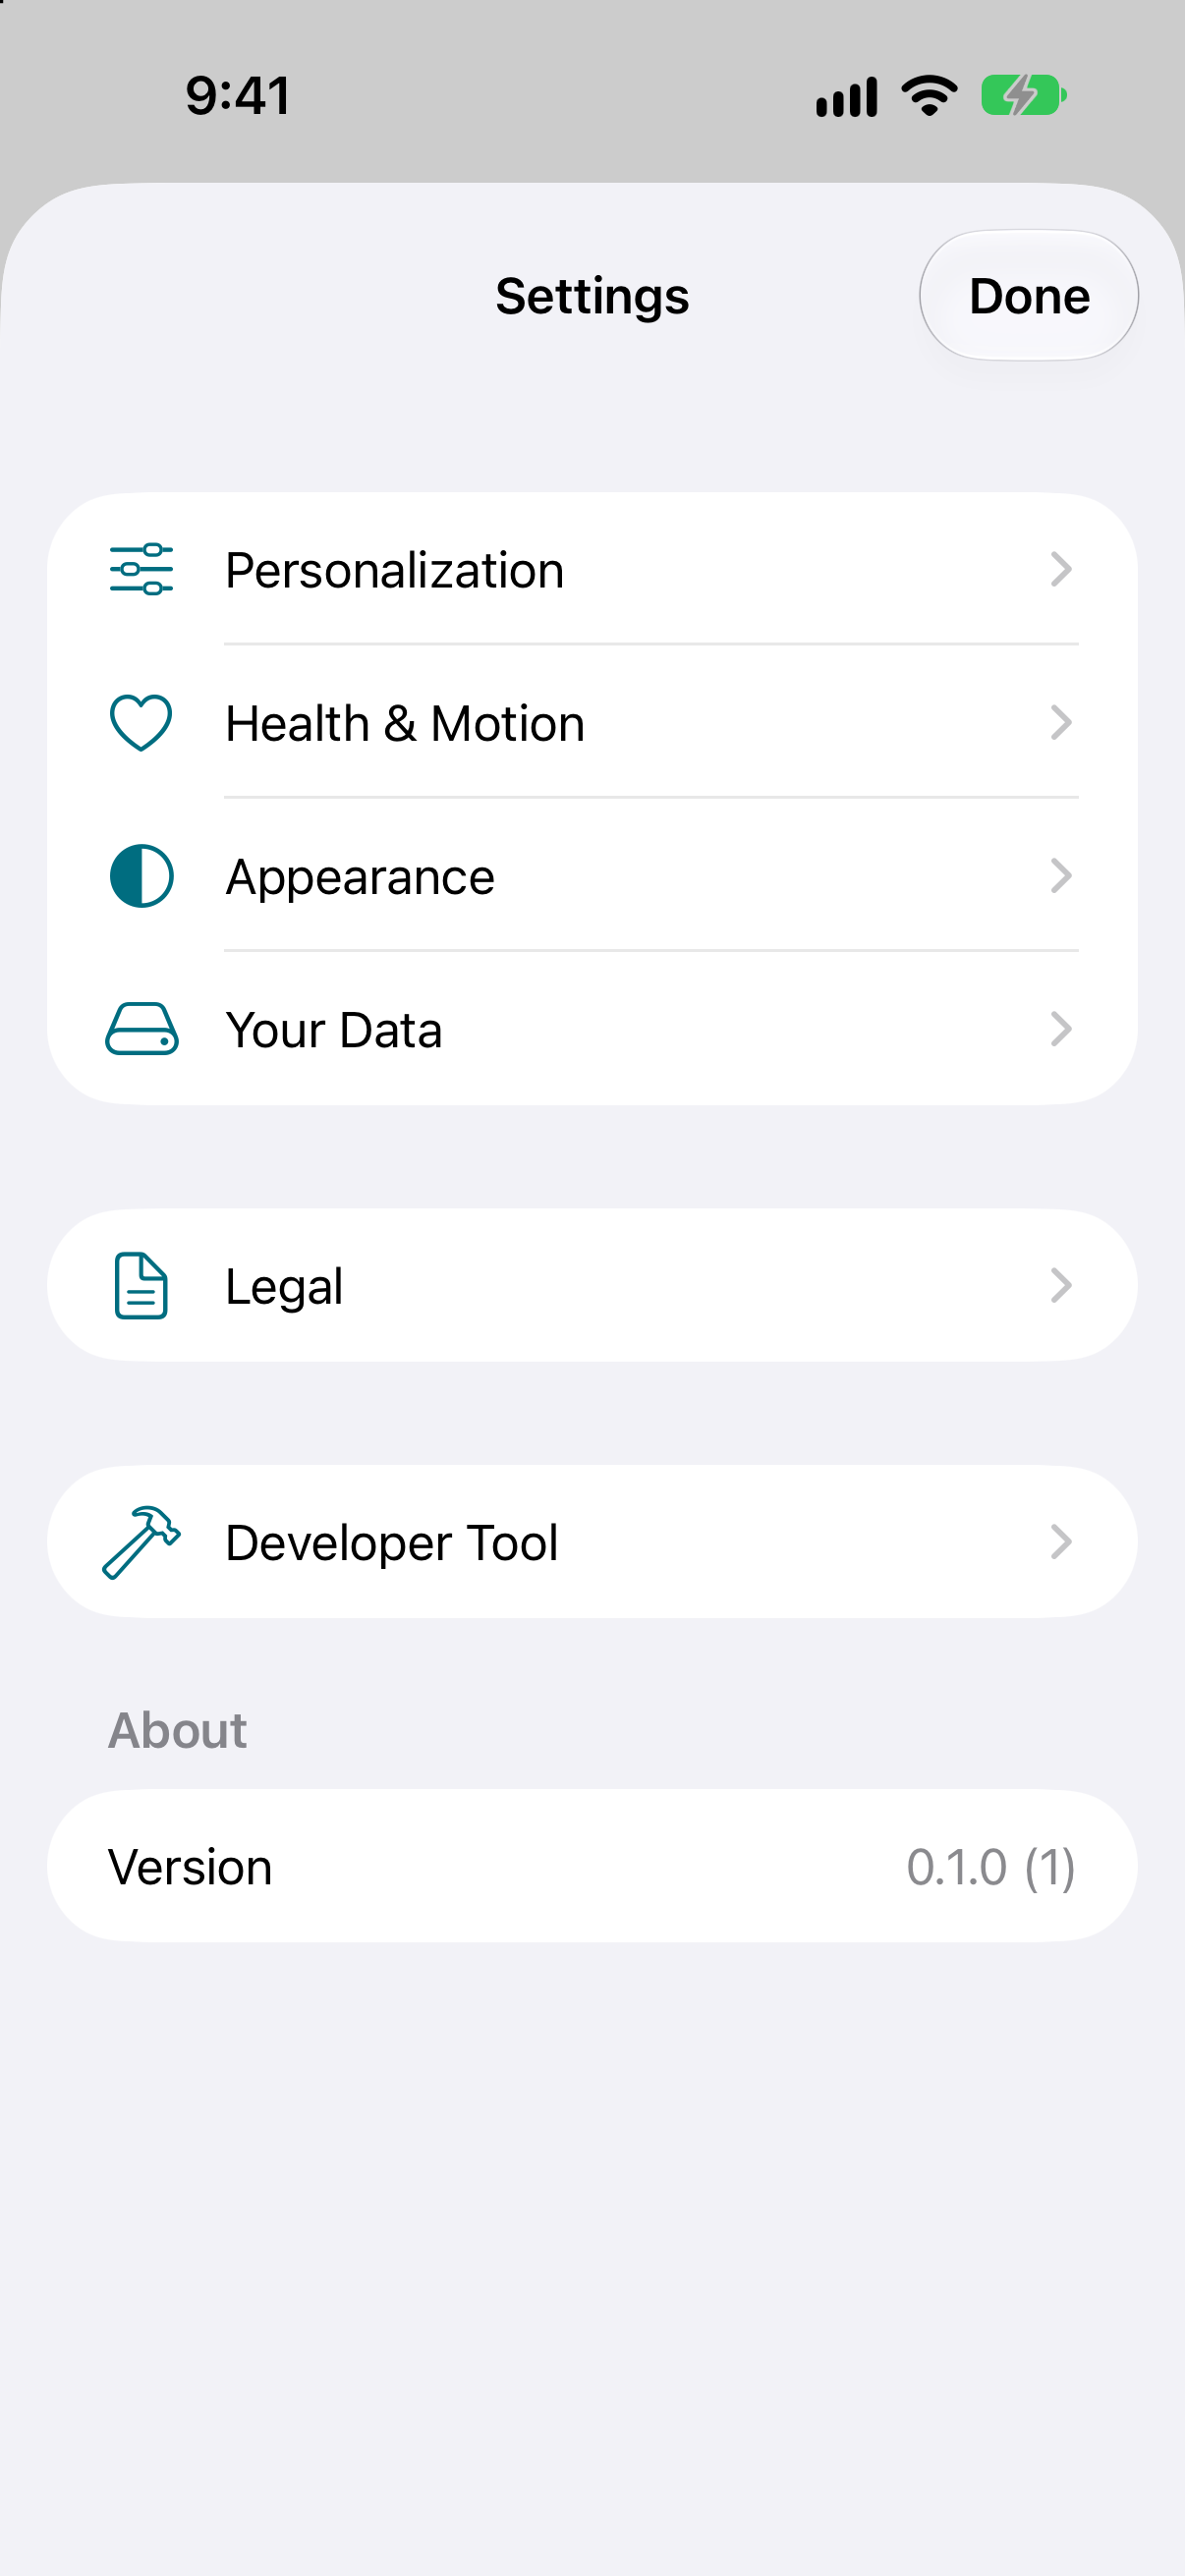 9:41
Settings
Done
Personalization
Health & Motion
Appearance
Your Data
Legal
Developer Tool
About
Version 0.1.0 (1)